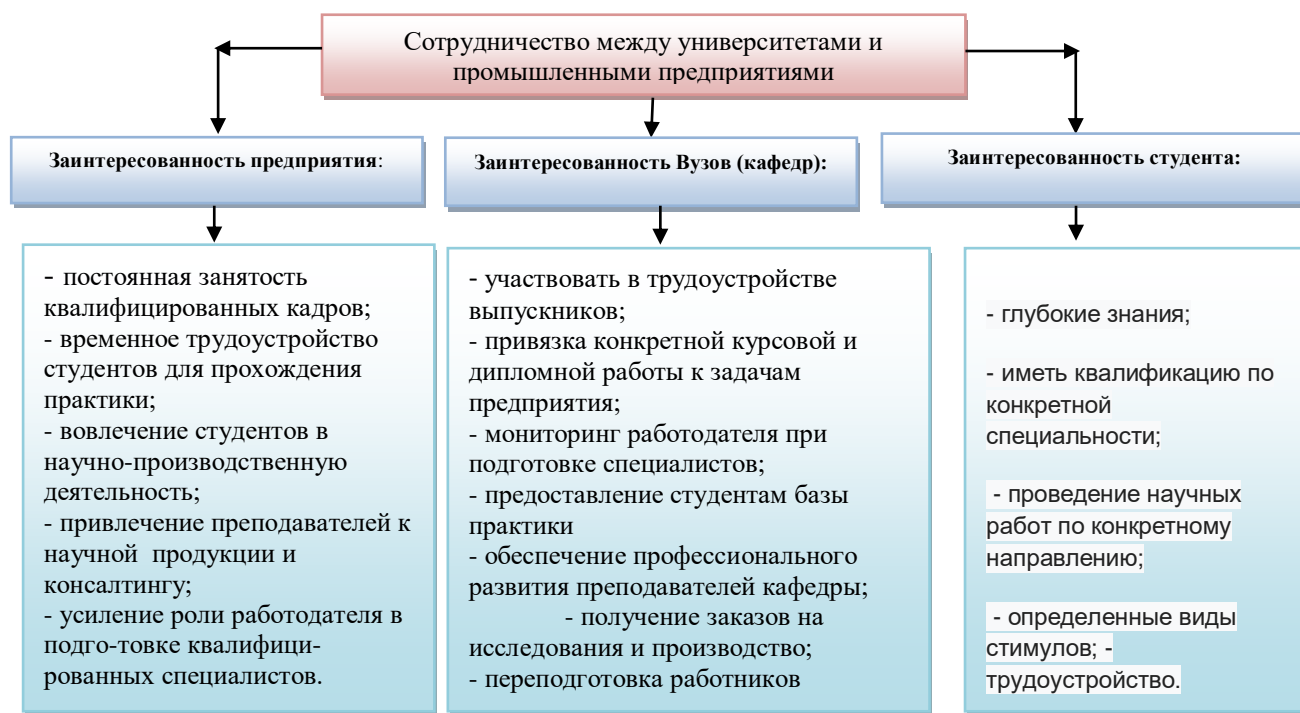 Сотрудничество между университетами и
промышленными предприятиями
Заинтересованность предприятия:
Заинтересованность Вузов (кафедр):
Заинтересованность студента:
- постоянная занятость
квалифицированных кадров;
- временное трудоустройство
студентов для прохождения
практики;
- вовлечение студентов в
научно-производственную
деятельность;
- привлечение преподавателей к
научной продукции и
консалтингу;
- усиление роли работодателя в
подго-товке квалифици-
рованных специалистов.
- участвовать в трудоустройстве
выпускников;
- привязка конкретной курсовой и
дипломной работы к задачам
предприятия;
- мониторинг работодателя при
подготовке специалистов;
- предоставление студентам базы
практики
- обеспечение профессионального
развития преподавателей кафедры;
- получение заказов на
исследования и производство;
- переподготовка работников
- глубокие знания;
- иметь квалификацию по
конкретной
специальности;
- проведение научных
работ по конкретному
направлению;
- определенные виды
стимулов; -
трудоустройство.